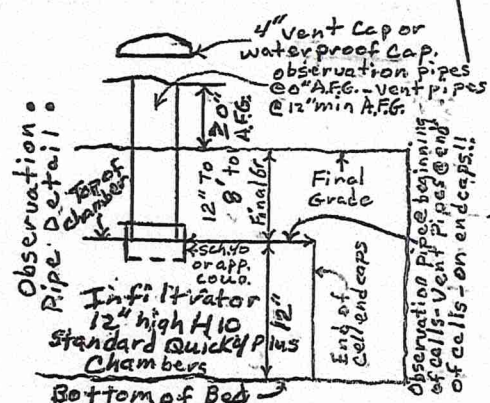 4" Vent Cap or
waterproof Cap.
observation pipes
@0" A.F.G. - vent pipes
@12" min A.F.G.
Observation
Pipe Detail
≥0"
A.F.G.
12" To
8' to
Final Gr
Final
Grade
Top of
chamber
sch 40
or app.
Infiltrator
12" high H10
Standard Quick4 Plus
Chambers
12"
End of
Cell end caps
Observation Pipe @ beginning
of cells - Vent pipes @ end
of cells on endcaps!!
Bottom of Bed